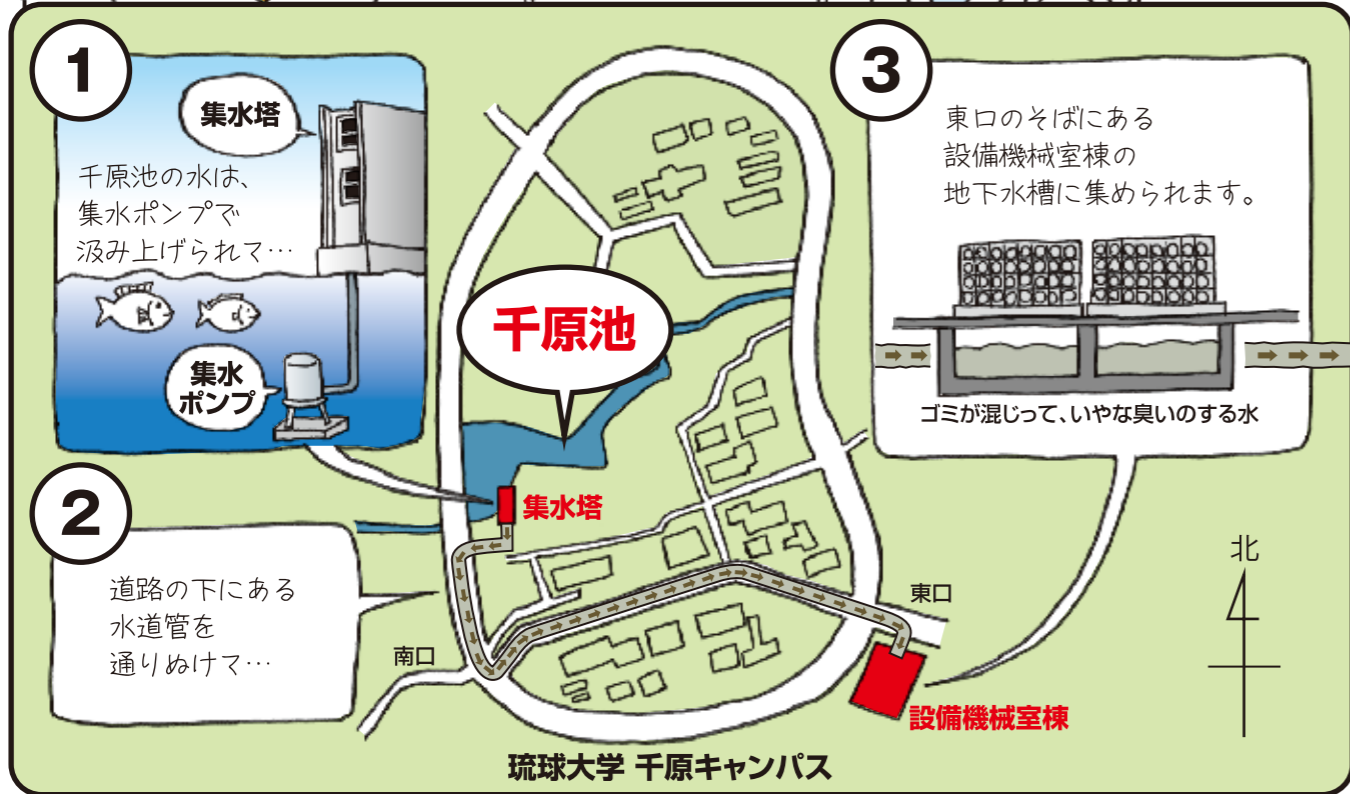 1
集水塔
千原池の水は、
集水ポンプで
汲み上げられて…
集水
ポンプ
2
道路の下にある
水道管を
通りぬけて…
3
東口のそばにある
設備機械室棟の
地下水槽に集められます。
ゴミが混じって、いやな臭いのする水
千原池
集水塔
南口
東口
設備機械室棟
北
琉球大学 千原キャンパス